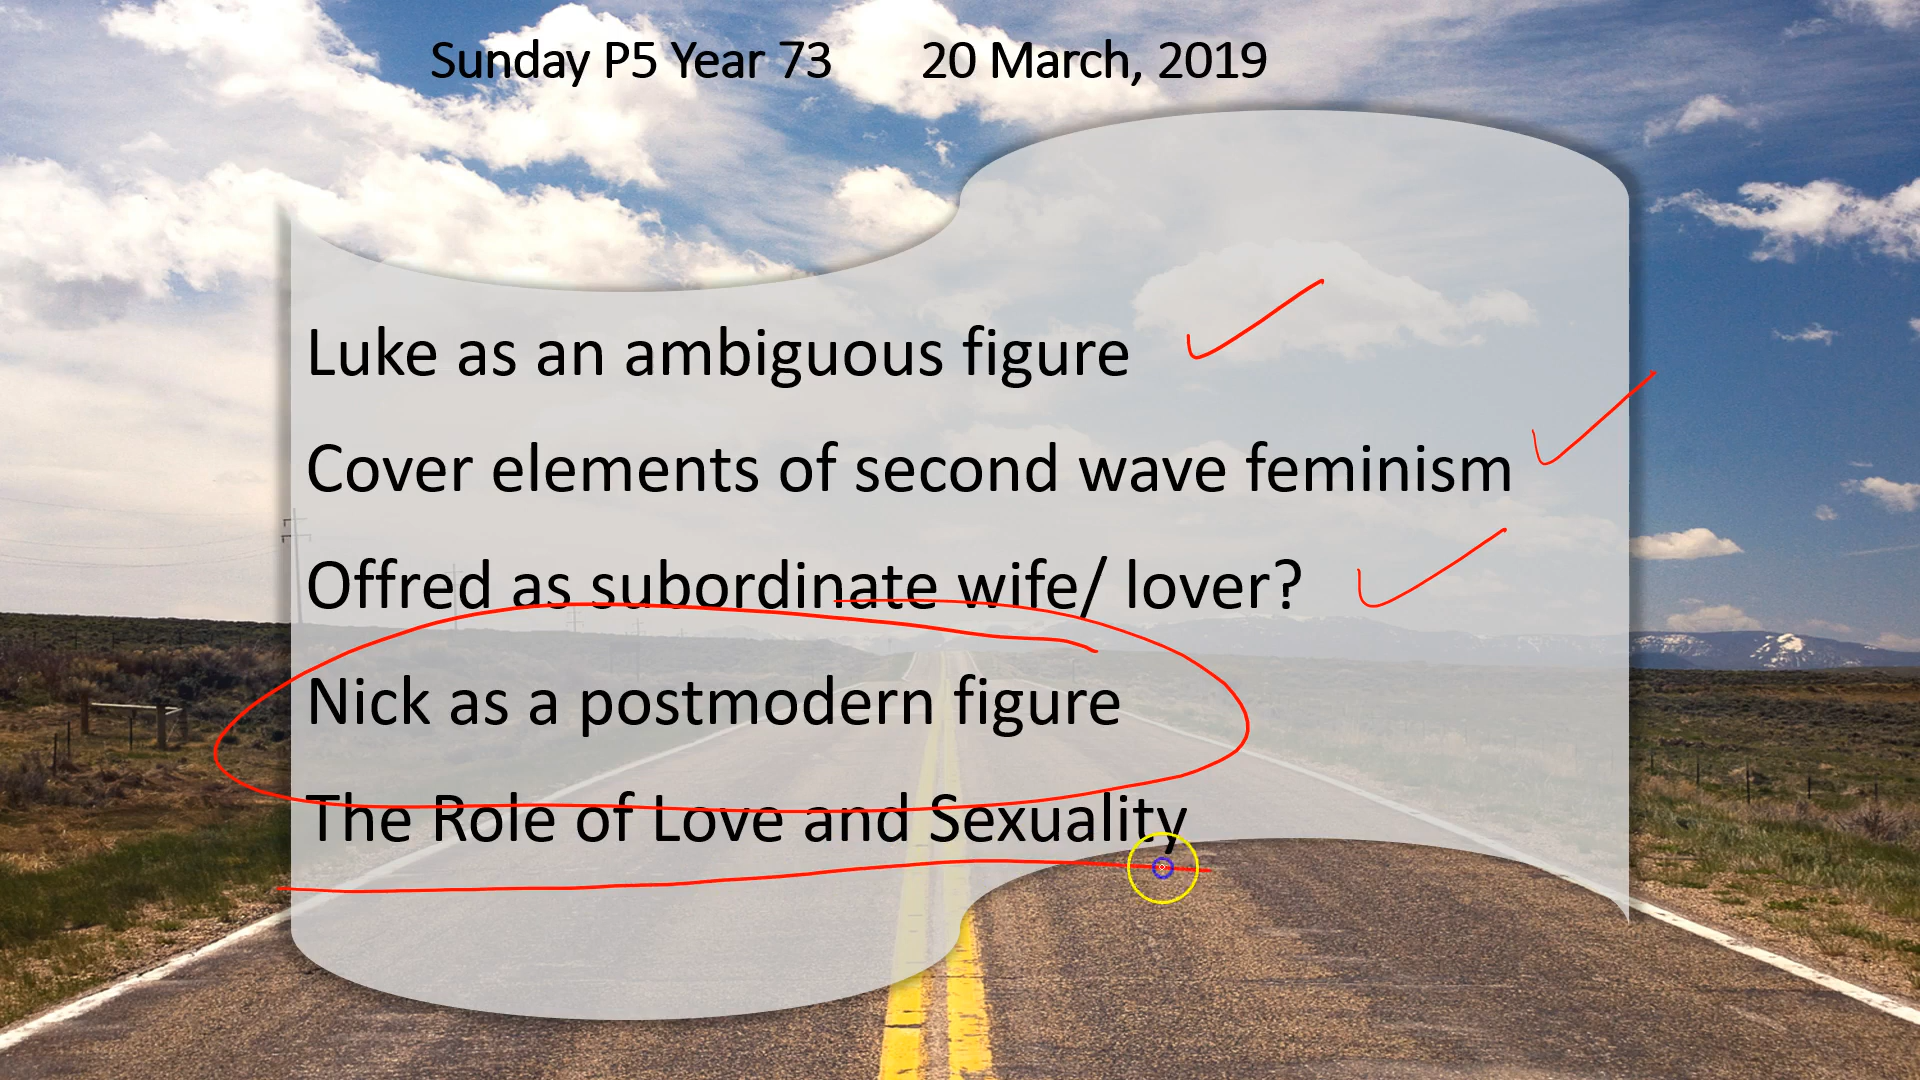 Sunday P5 Year 73 20 March, 2019
Luke as an ambiguous figure
Cover elements of second wave feminism
Offred as subordinate wife/ lover?
Nick as a postmodern figure
The Role of Love and Sexuality